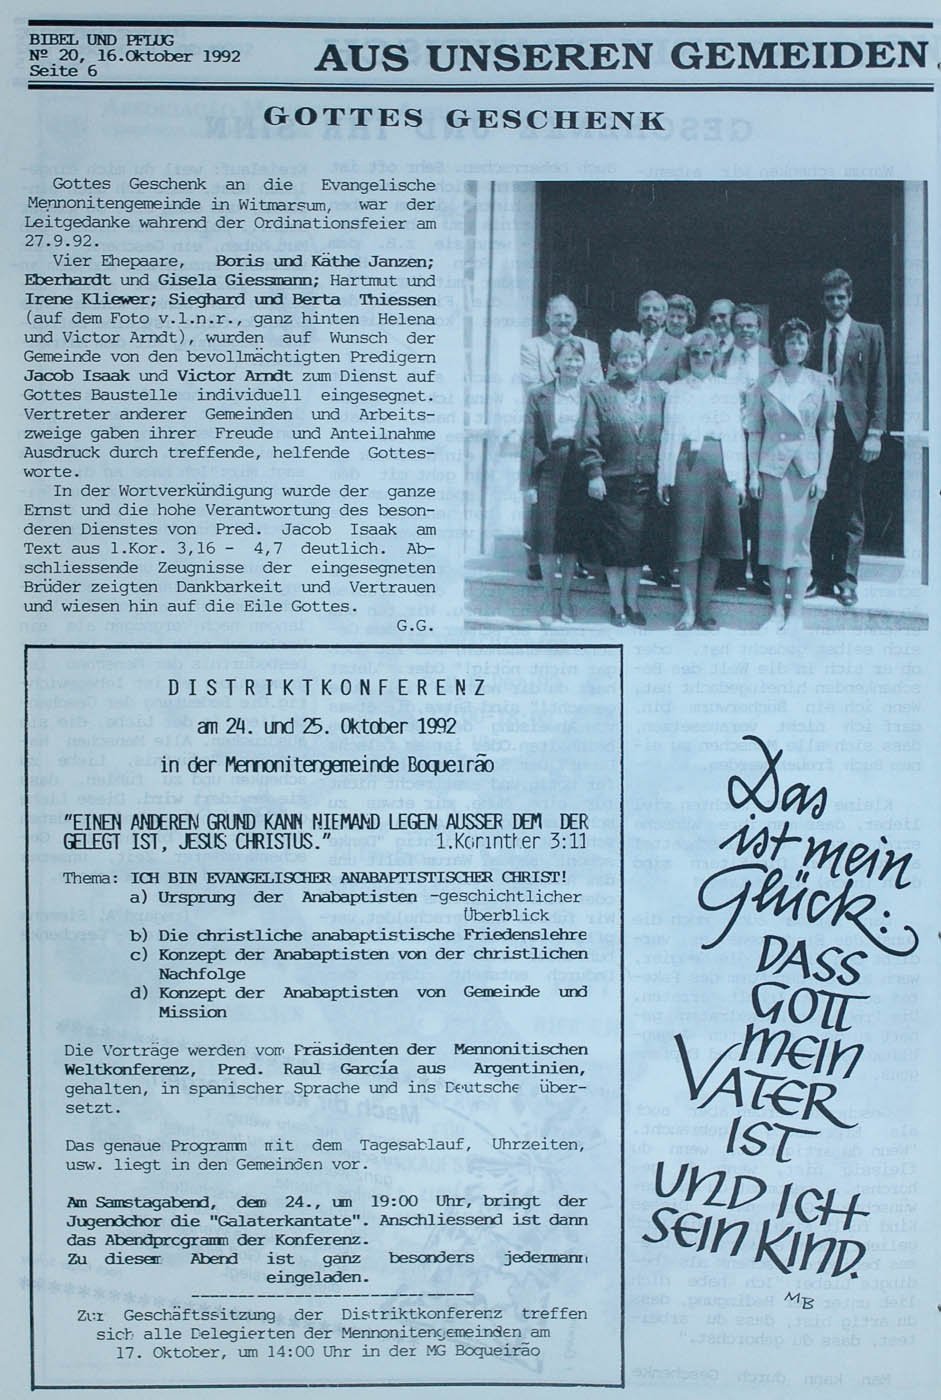 BIBEL UND PFLUG
Nº 20, 16.Oktober 1992
Seite 6
AUS UNSEREN GEMEIDEN
GOTTES GESCHENK
Gottes Geschenk an die Evangelische
Mennonitengemeinde in Witmarsum, war der
Leitgedanke wahrend der Ordinationsfeier am
27.9.92.
Vier Ehepaare, Boris und Käthe Janzen;
Eberhardt und Gisela Giessmann; Hartmut und
Irene Kliewer; Sieghard und Berta Thiessen
(auf dem Foto v.l.n.r., ganz hinten Helena
und Victor Arndt), wurden auf Wunsch der
Gemeinde von den bevollmächtigten Predigern
Jacob Isaak und Victor Arndt zum Dienst auf
Gottes Baustelle individuell eingesegnet.
Vertreter anderer Gemeinden und Arbeits-
zweige gaben ihrer Freude und Anteilnahme
Ausdruck durch treffende, helfende Gottes-
worte.
In der Wortverkündigung wurde der ganze
Ernst und die hohe Verantwortung des beson-
deren Dienstes von Pred. Jacob Isaak am
Text aus 1.Kor. 3,16 - 4,7 deutlich. Ab-
schliessende Zeugnisse der eingesegneten
Brüder zeigten Dankbarkeit und Vertrauen
und wiesen hin auf die Eile Gottes.
G.G.
DISTRIKTKONFERENZ
am 24. und 25. Oktober 1992
in der Mennonitengemeinde Boqueirão
"EINEN ANDEREN GRUND KANN NIEMAND LEGEN AUSSER DEM DER
GELEGT IST, JESUS CHRISTUS." 1.Korinther 3:11
Thema: ICH BIN EVANGELISCHER ANABAPTISTISCHER CHRIST!
a) Ursprung der Anabaptisten -geschichtlicher
Überblick
b) Die christliche anabaptistische Friedenslehre
c) Konzept der Anabaptisten von der christlichen
Nachfolge
d) Konzept der Anabaptisten von Gemeinde und
Mission
Die Vorträge werden vom Präsidenten der Mennonitischen
Weltkonferenz, Pred. Raul García aus Argentinien,
gehalten, in spanischer Sprache und ins Deutsche über-
setzt.
Das genaue Programm mit dem Tagesablauf, Uhrzeiten,
usw. liegt in den Gemeinden vor.
Am Samstagabend, dem 24., um 19:00 Uhr, bringt der
Jugendchor die "Galaterkantate". Anschliessend ist dann
das Abendprogramm der Konferenz.
Zu diesem Abend ist ganz besonders jedermann
eingeladen.
Zur Geschäftssitzung der Distriktkonferenz treffen
sich alle Delegierten der Mennonitengemeinden am
17. Oktober, um 14:00 Uhr in der MG Boqueirão
Das
ist mein
Glück:
DASS
GOTT
MEIN
VATER
IST
UND ICH
SEIN KIND.
MB